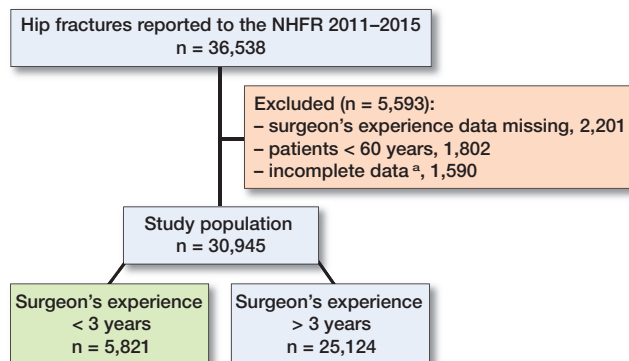 Hip fractures reported to the NHFR 2011–2015
n = 36,538
Excluded (n = 5,593):
– surgeon’s experience data missing, 2,201
– patients < 60 years, 1,802
– incomplete data ᵃ, 1,590
Study population
n = 30,945
Surgeon’s experience
< 3 years
n = 5,821
Surgeon’s experience
> 3 years
n = 25,124